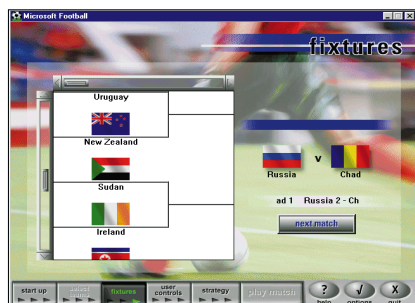 Microsoft Football
fixtures
Uruguay
New Zealand
Sudan
Ireland
v
Russia
Chad
ad 1 Russia 2 - Ch
next match
start up
select
fixtures
user
controls
strategy
play match
?
help
options
X
quit